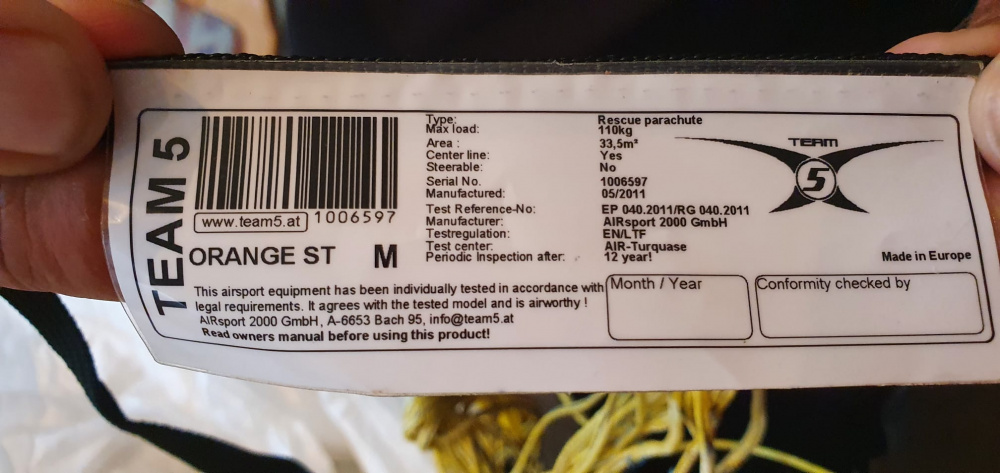 TEAM 5
www.team5.at
1006597
ORANGE ST M
Type: Rescue parachute
Max load: 110kg
Area : 33,5m²
Center line: Yes
Steerable: No
Serial No. 1006597
Manufactured: 05/2011
Test Reference-No: EP 040.2011/RG 040.2011
Manufacturer: AIRsport 2000 GmbH
Testregulation: EN/LTF
Test center: AIR-Turquase
Periodic Inspection after: 12 year!
TEAM
5
Made in Europe
This airsport equipment has been individually tested in accordance with
legal requirements. It agrees with the tested model and is airworthy !
AIRsport 2000 GmbH, A-6653 Bach 95, info@team5.at
Read owners manual before using this product!
Month / Year
Conformity checked by